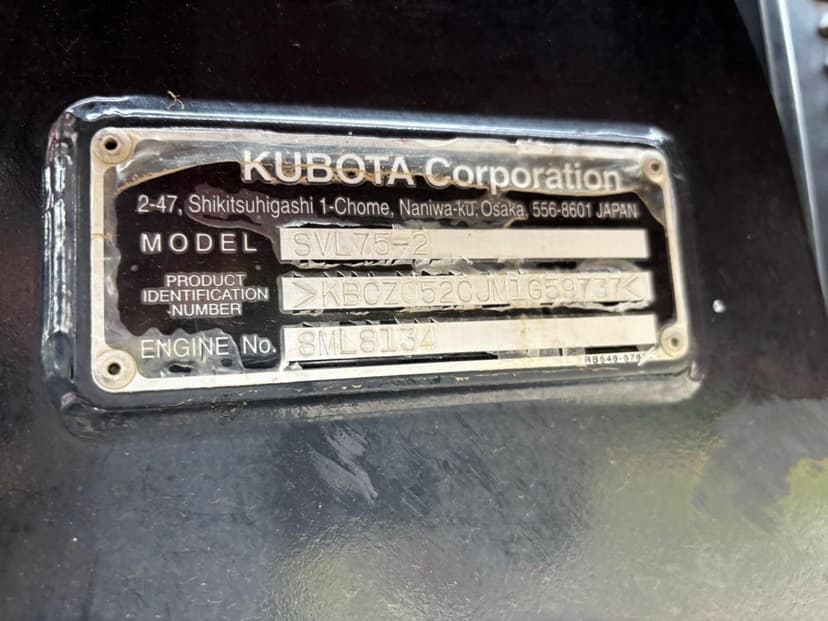 KUBOTA Corporation
2-47, Shikitsuhigashi 1-Chome, Naniwa-ku, Osaka, 556-8601 JAPAN
MODEL SVL75-2
PRODUCT
IDENTIFICATION
NUMBER
>KBCZ052CJM1G59737<
ENGINE No. 8ML8134